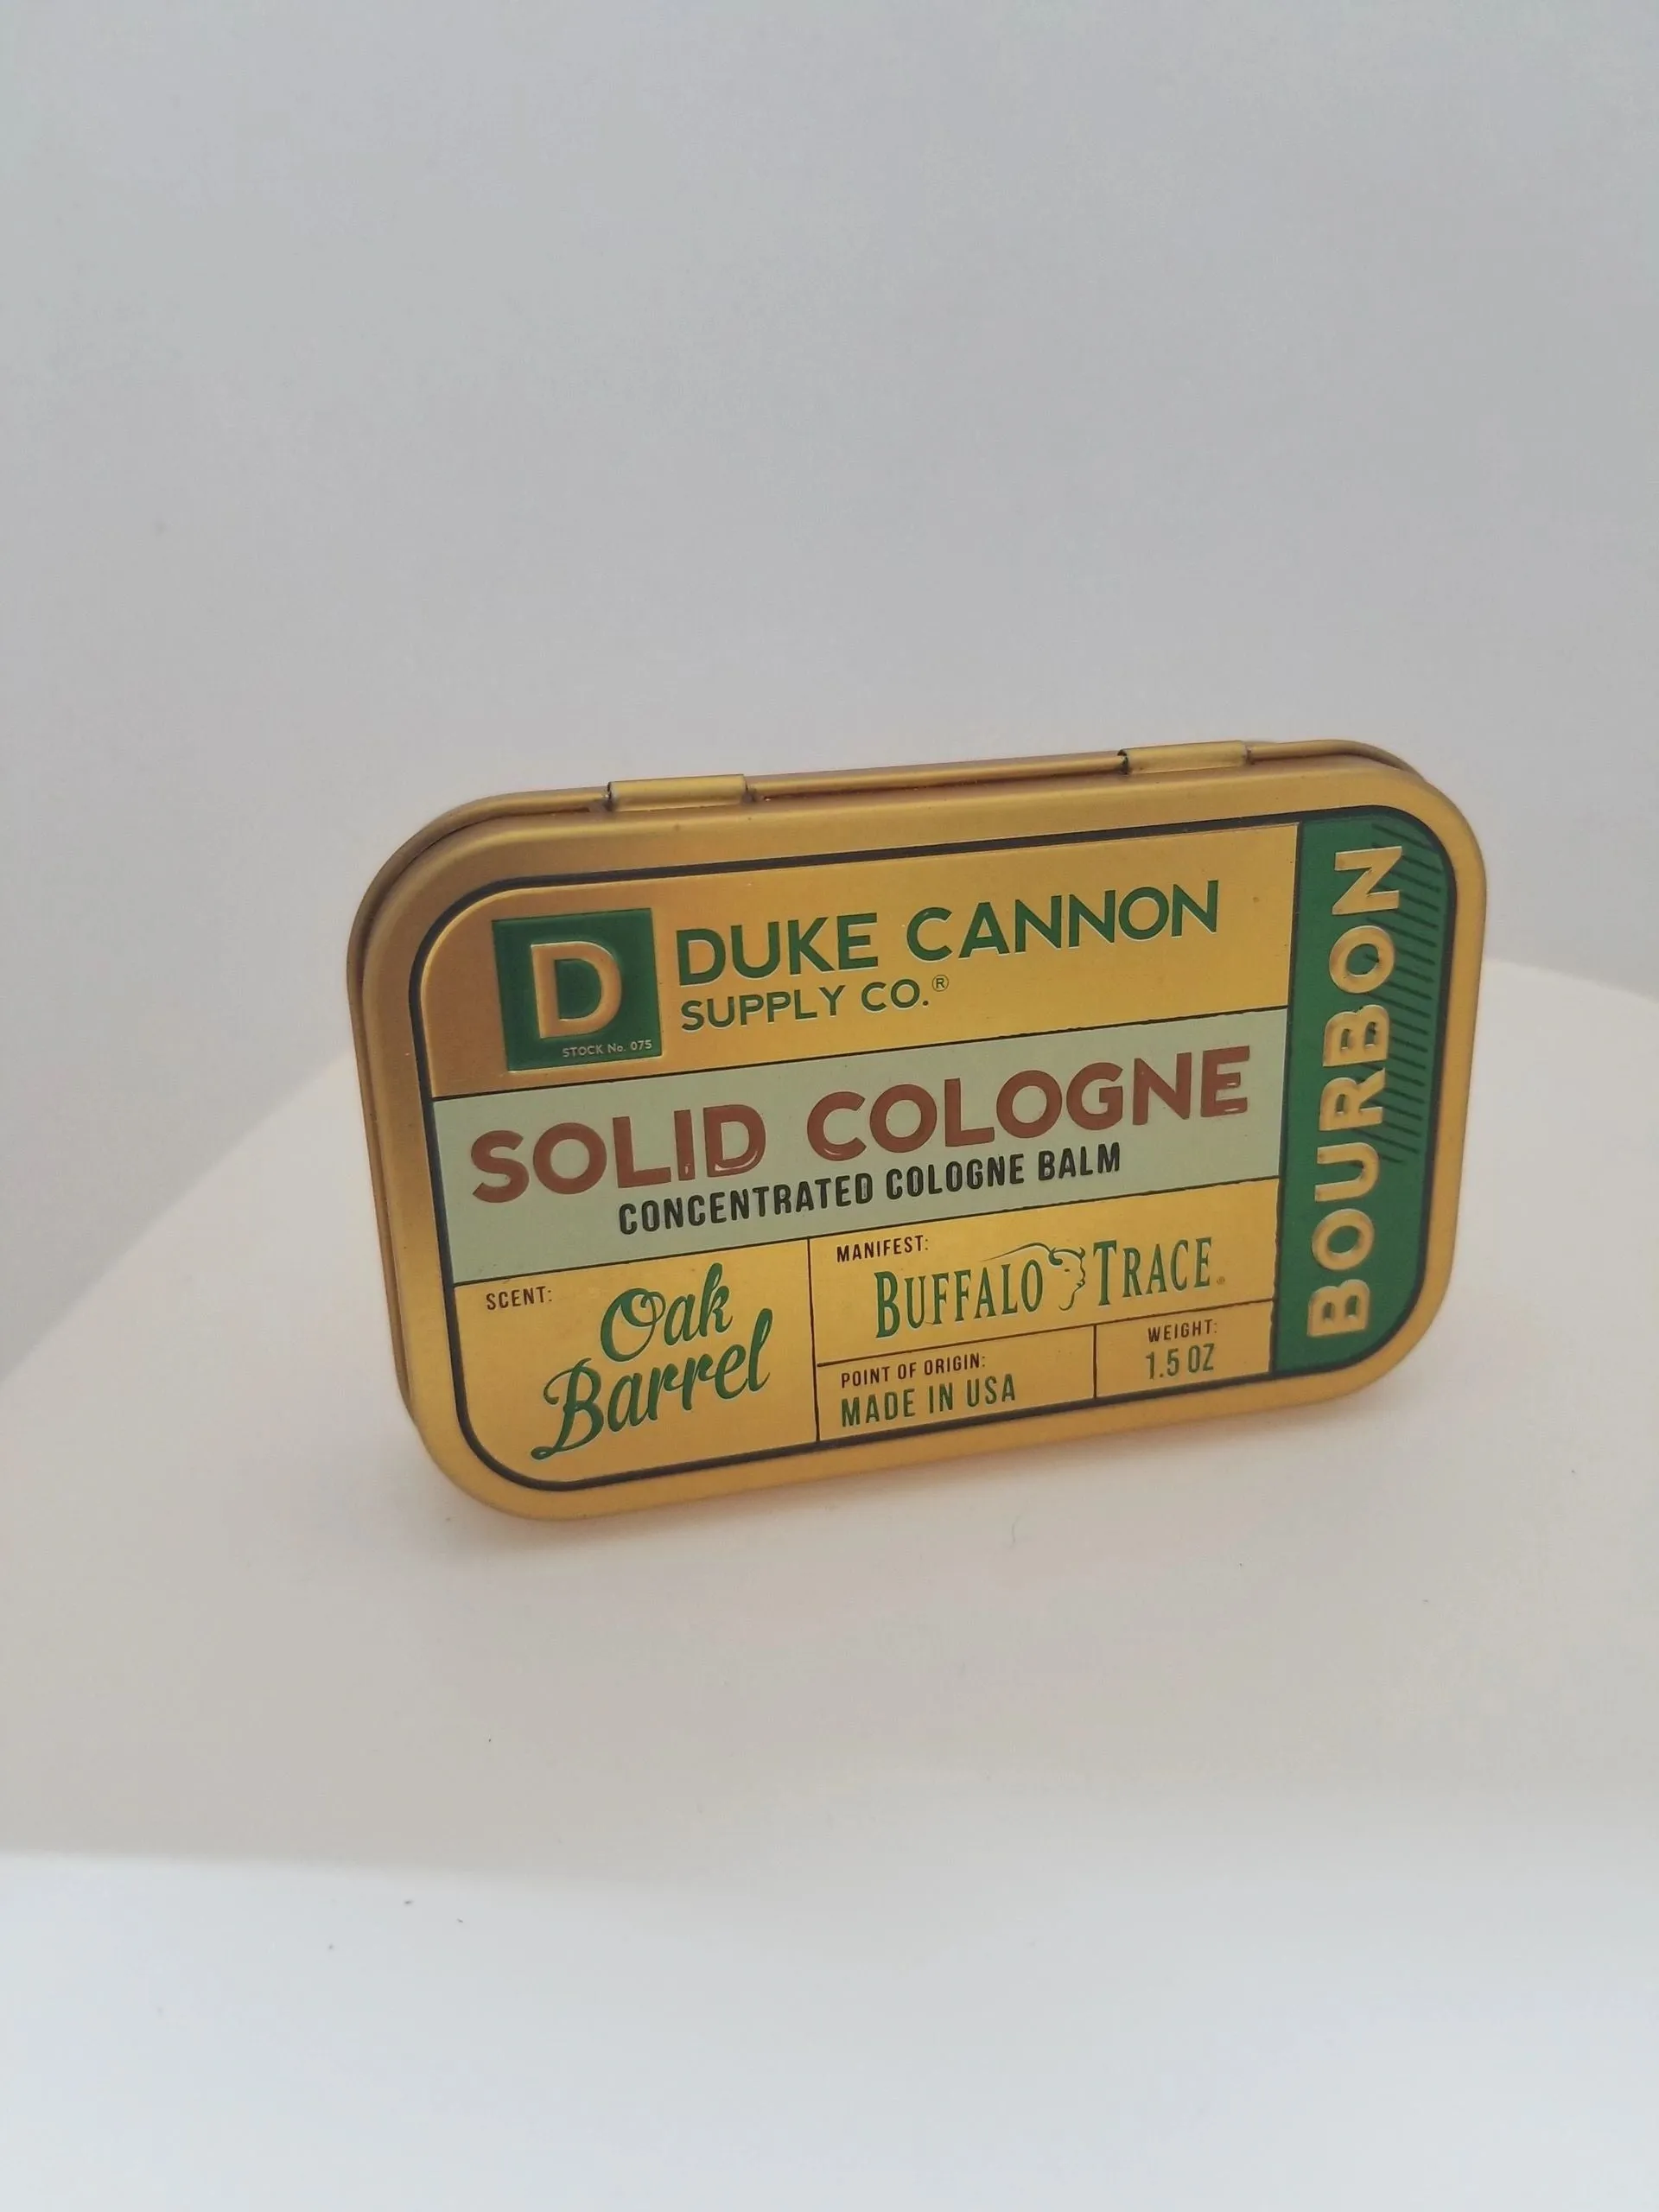 D
STOCK No. 075
DUKE CANNON
SUPPLY CO.®
SOLID COLOGNE
CONCENTRATED COLOGNE BALM
SCENT:
Oak
Barrel
MANIFEST:
BUFFALO TRACE
POINT OF ORIGIN:
MADE IN USA
WEIGHT:
1.5 OZ
BOURBON